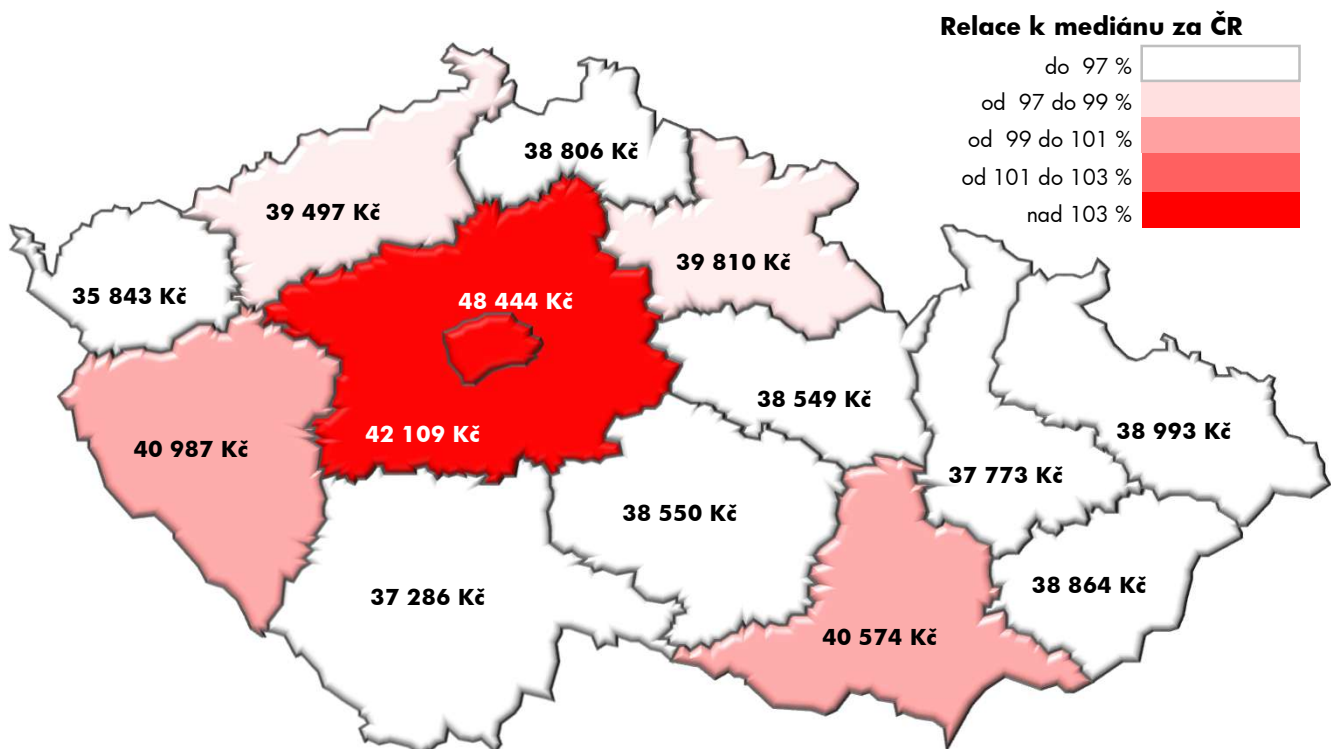 Relace k mediánu za ČR
do 97 %
od 97 do 99 %
od 99 do 101 %
od 101 do 103 %
nad 103 %
38 806 Kč
39 497 Kč
39 810 Kč
35 843 Kč
48 444 Kč
38 549 Kč
42 109 Kč
40 987 Kč
38 993 Kč
37 773 Kč
38 550 Kč
37 286 Kč
38 864 Kč
40 574 Kč